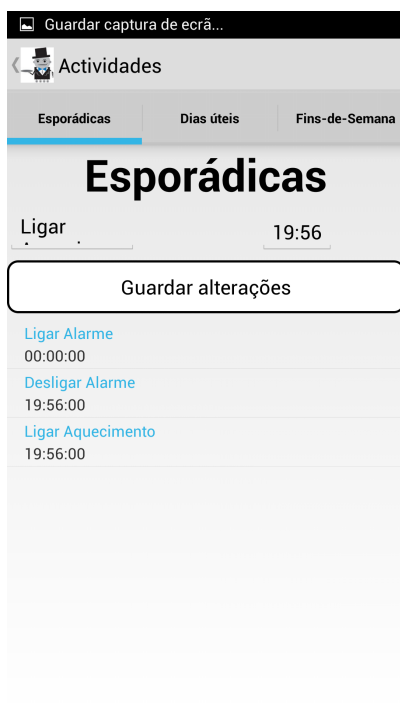 Guardar captura de ecrã...
Actividades
Esporádicas Dias úteis Fins-de-Semana
Esporádicas
Ligar 19:56
Guardar alterações
Ligar Alarme
00:00:00
Desligar Alarme
19:56:00
Ligar Aquecimento
19:56:00